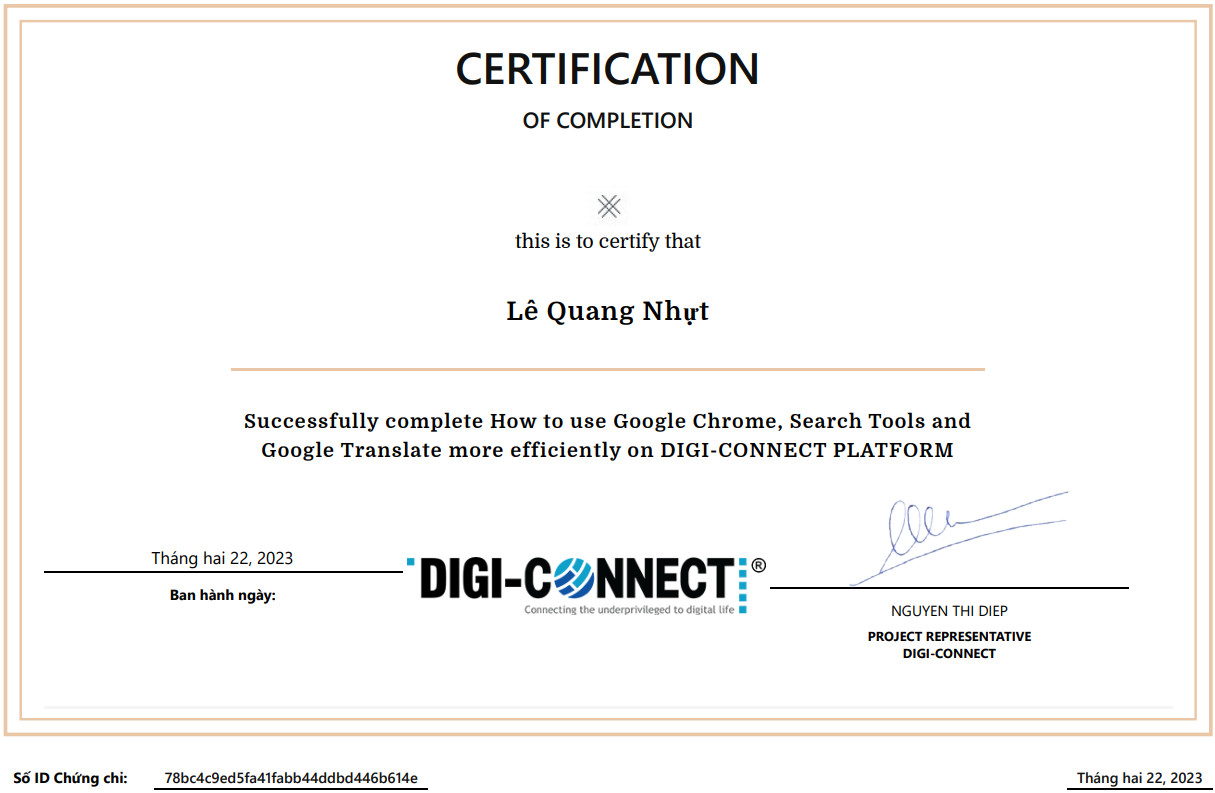 CERTIFICATION
OF COMPLETION
this is to certify that
Lê Quang Nhựt
Successfully complete How to use Google Chrome, Search Tools and
Google Translate more efficiently on DIGI-CONNECT PLATFORM
Tháng hai 22, 2023
Ban hành ngày:
DIGI-CONNECT®
Connecting the underprivileged to digital life
NGUYEN THI DIEP
PROJECT REPRESENTATIVE
DIGI-CONNECT
Số ID Chứng chỉ: 78bc4c9ed5fa41fabb44ddbd446b614e
Tháng hai 22, 2023